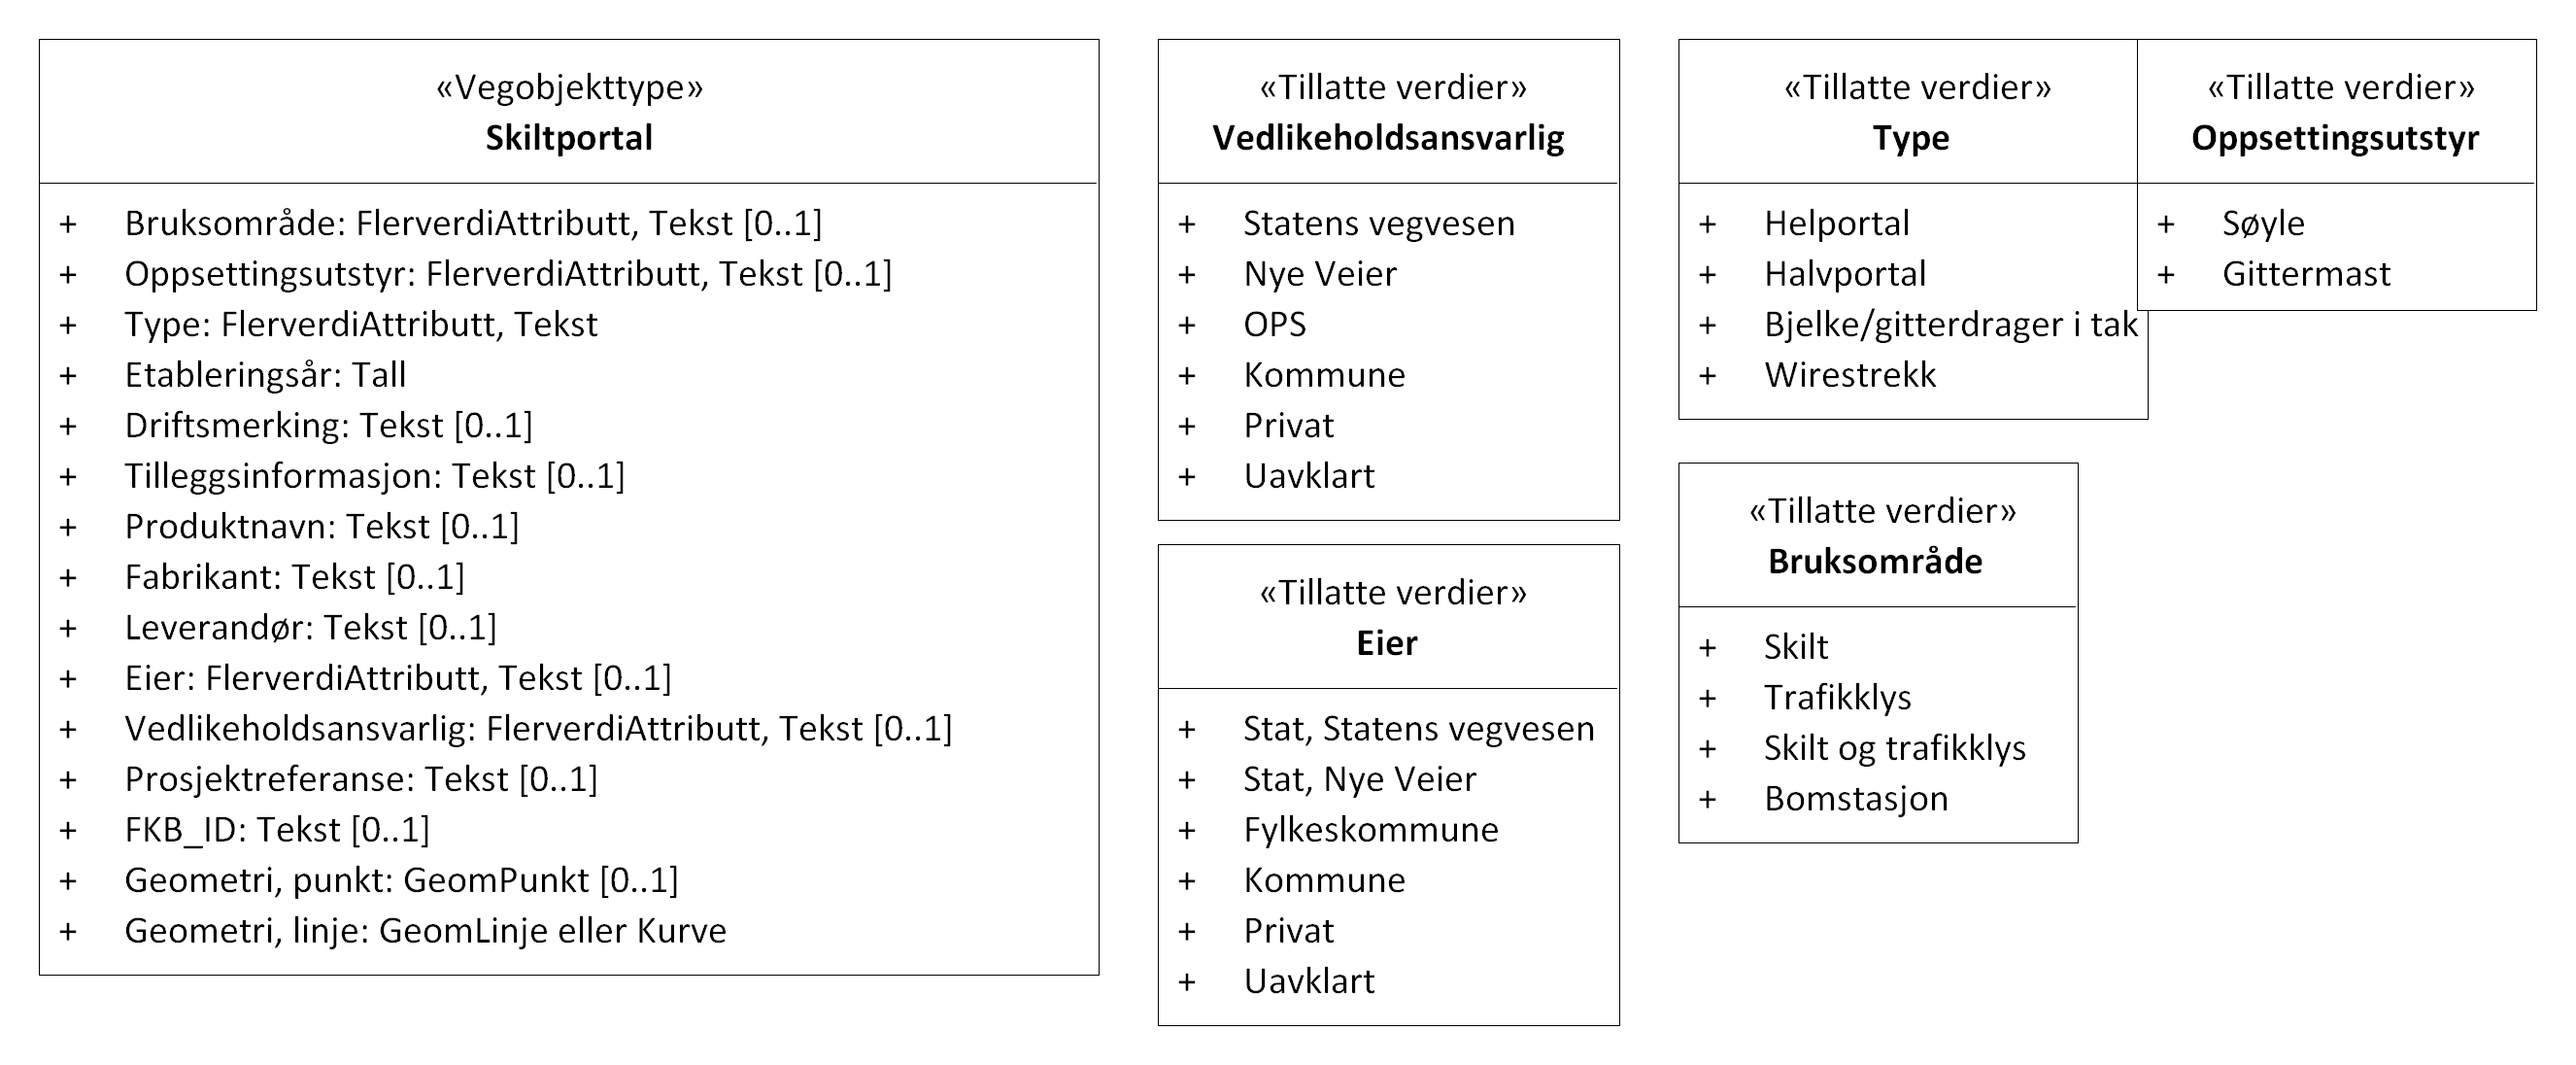 «Vegobjekttype»
Skiltportal
+ Bruksområde: FlerverdiAttributt, Tekst [0..1]
+ Oppsettingsutstyr: FlerverdiAttributt, Tekst [0..1]
+ Type: FlerverdiAttributt, Tekst
+ Etableringsår: Tall
+ Driftsmerking: Tekst [0..1]
+ Tilleggsinformasjon: Tekst [0..1]
+ Produktnavn: Tekst [0..1]
+ Fabrikant: Tekst [0..1]
+ Leverandør: Tekst [0..1]
+ Eier: FlerverdiAttributt, Tekst [0..1]
+ Vedlikeholdsansvarlig: FlerverdiAttributt, Tekst [0..1]
+ Prosjektreferanse: Tekst [0..1]
+ FKB_ID: Tekst [0..1]
+ Geometri, punkt: GeomPunkt [0..1]
+ Geometri, linje: GeomLinje eller Kurve
«Tillatte verdier»
Vedlikeholdsansvarlig
+ Statens vegvesen
+ Nye Veier
+ OPS
+ Kommune
+ Privat
+ Uavklart
«Tillatte verdier»
Eier
+ Stat, Statens vegvesen
+ Stat, Nye Veier
+ Fylkeskommune
+ Kommune
+ Privat
+ Uavklart
«Tillatte verdier»
Type
+ Helportal
+ Halvportal
+ Bjelke/gitterdrager i tak
+ Wirestrekk
«Tillatte verdier»
Bruksområde
+ Skilt
+ Trafikklys
+ Skilt og trafikklys
+ Bomstasjon
«Tillatte verdier»
Oppsettingsutstyr
+ Søyle
+ Gittermast